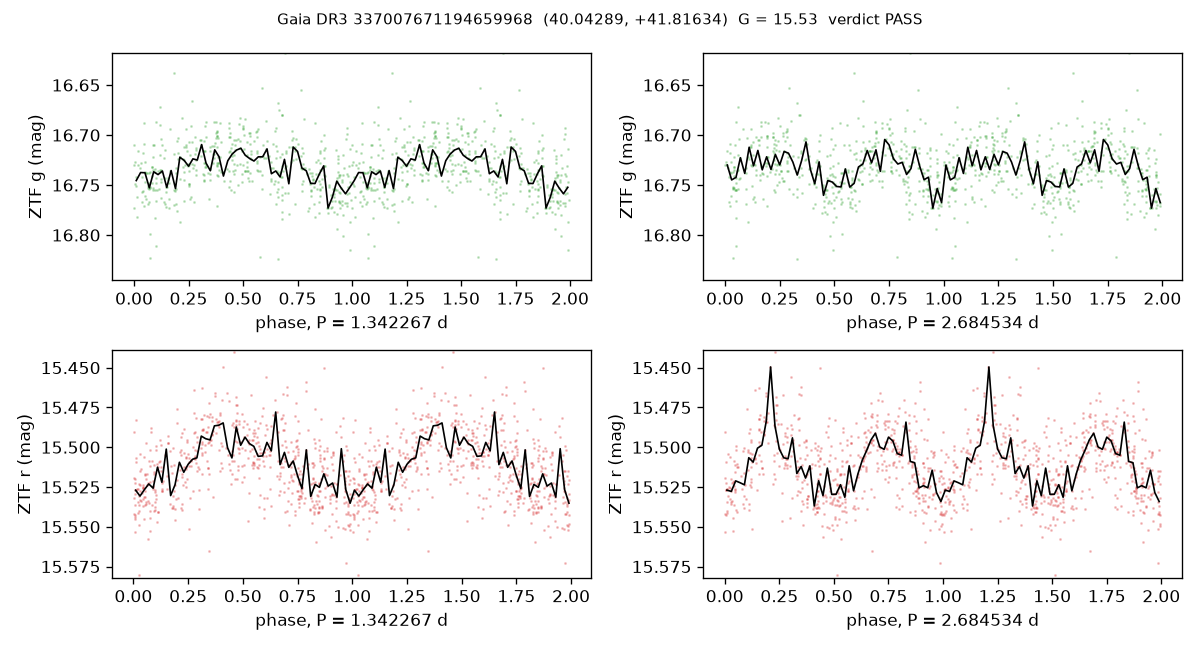 Gaia DR3 337007671194659968  (40.04289, +41.81634)  G = 15.53  verdict PASS
ZTF g (mag)
16.65
16.70
16.75
16.80
0.00 0.25 0.50 0.75 1.00 1.25 1.50 1.75 2.00
phase, P = 1.342267 d
ZTF g (mag)
16.65
16.70
16.75
16.80
0.00 0.25 0.50 0.75 1.00 1.25 1.50 1.75 2.00
phase, P = 2.684534 d
ZTF r (mag)
15.450
15.475
15.500
15.525
15.550
15.575
0.00 0.25 0.50 0.75 1.00 1.25 1.50 1.75 2.00
phase, P = 1.342267 d
ZTF r (mag)
15.450
15.475
15.500
15.525
15.550
15.575
0.00 0.25 0.50 0.75 1.00 1.25 1.50 1.75 2.00
phase, P = 2.684534 d